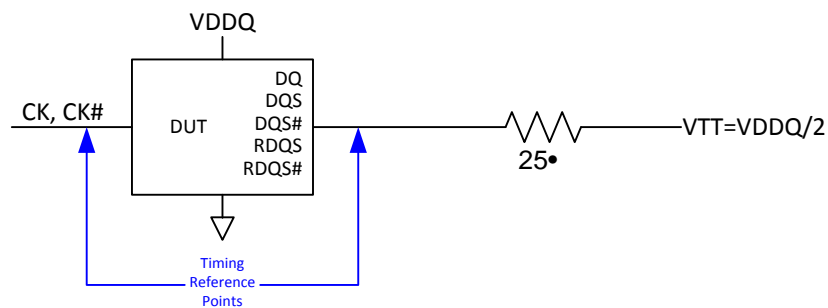 VDDQ
CK, CK#
DUT
DQ
DQS
DQS#
RDQS
RDQS#
25•
VTT=VDDQ/2
Timing
Reference
Points